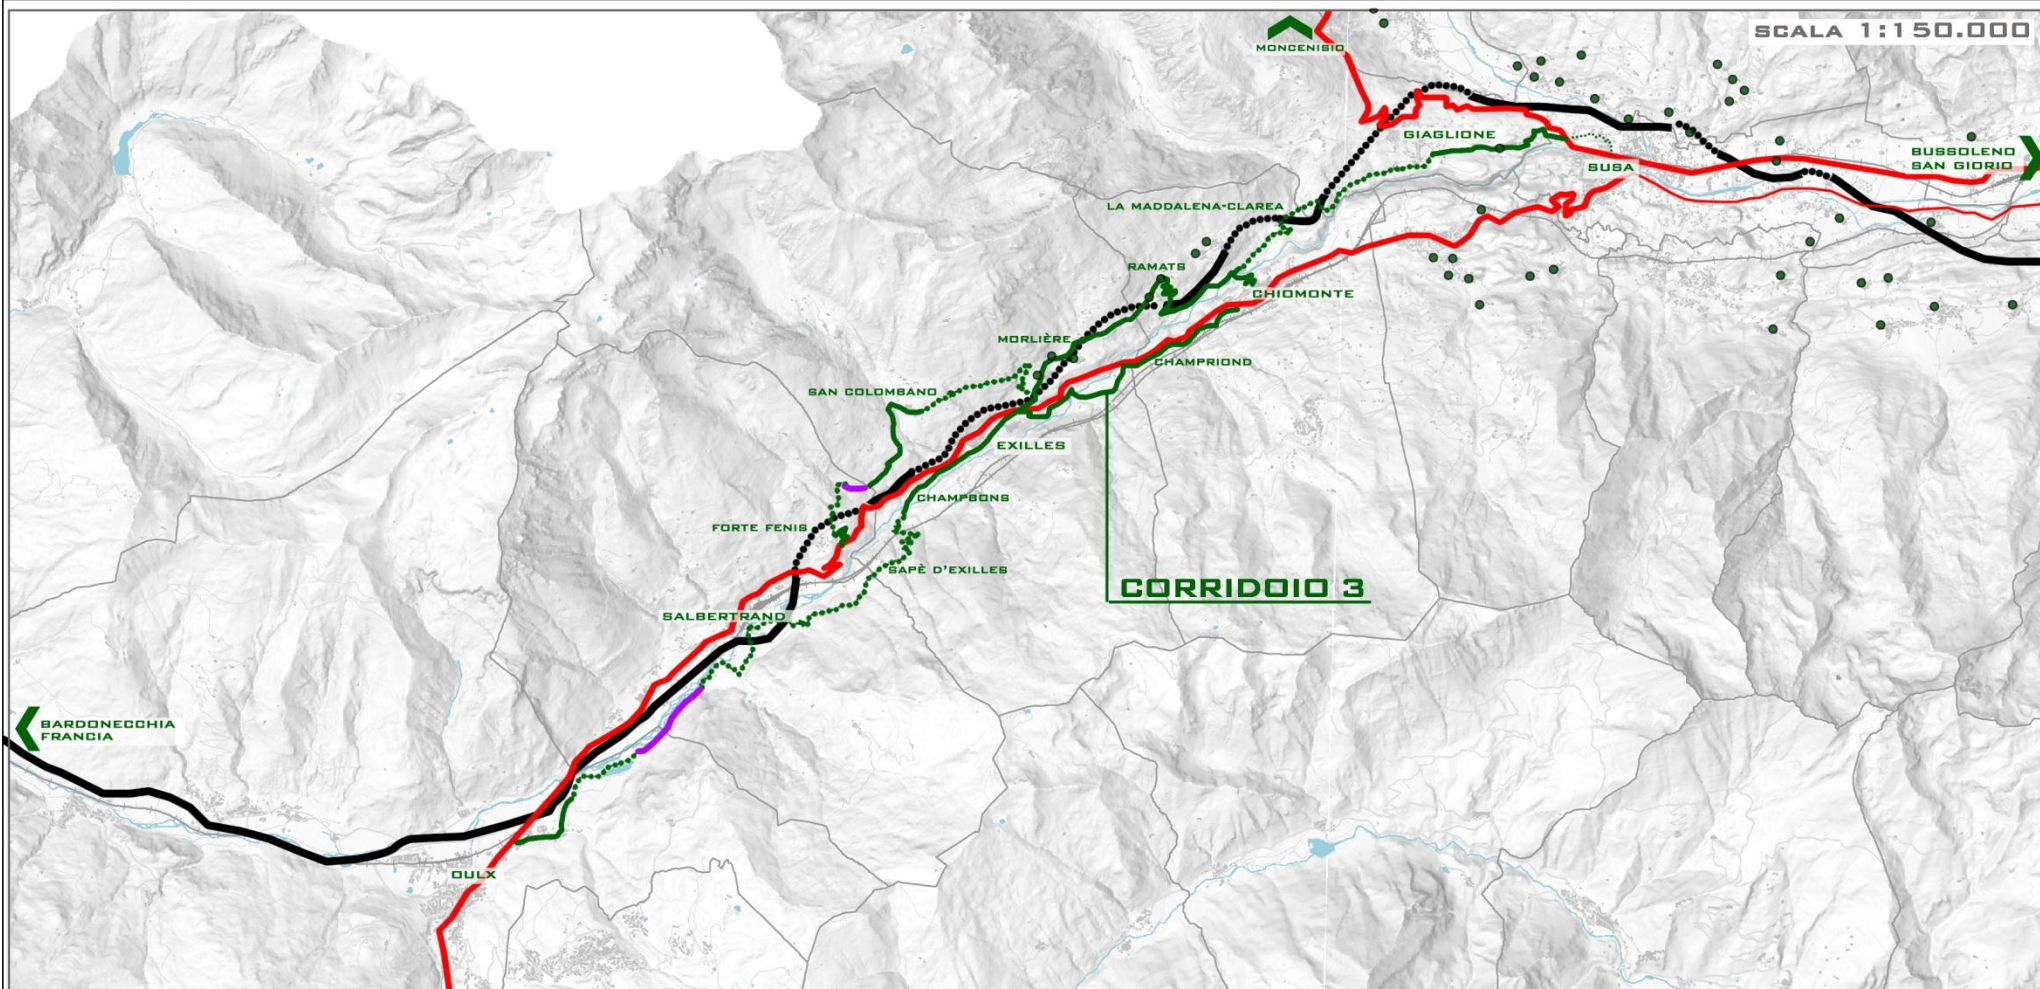 SCALA 1:150.000
MONCENISIO
GIAGLIONE
BUSSOLENO
SAN GIORIO
SUSA
LA MADDALENA-CLAREA
RAMATS
CHIOMONTE
MORLIÈRE
CHAMPRIOND
SAN COLOMBANO
EXILLES
CHAMPBONS
FORTE FENIS
SAPÈ D'EXILLES
CORRIDOIO 3
SALBERTRAND
BARDONECCHIA
FRANCIA
OULX